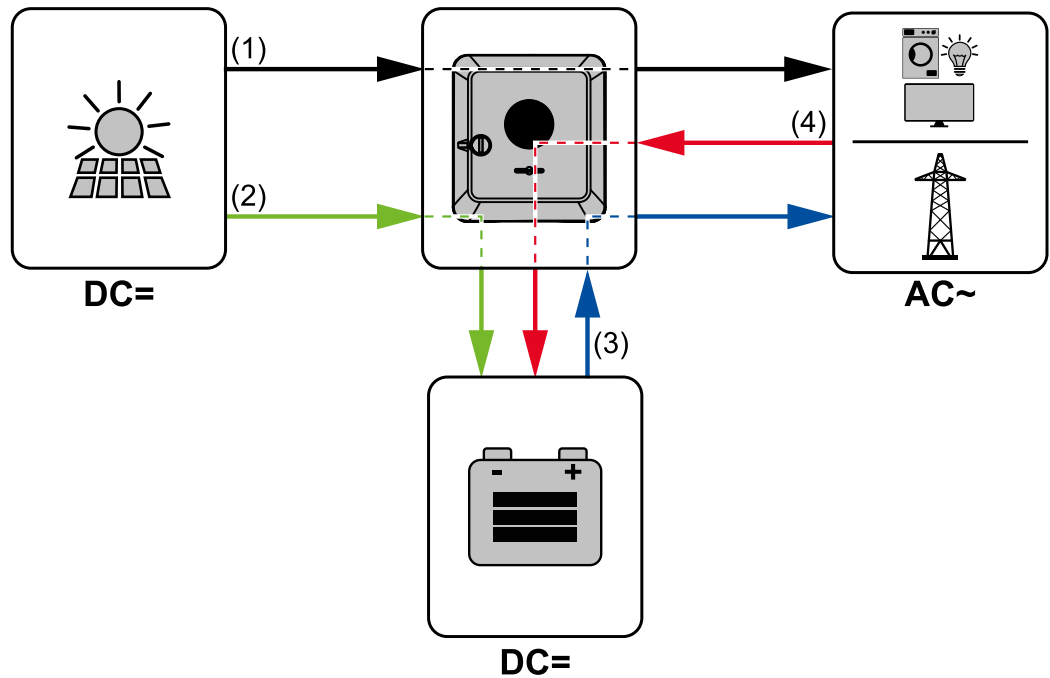 (1)
(4)
(2)
DC=
AC~
(3)
- +
DC=